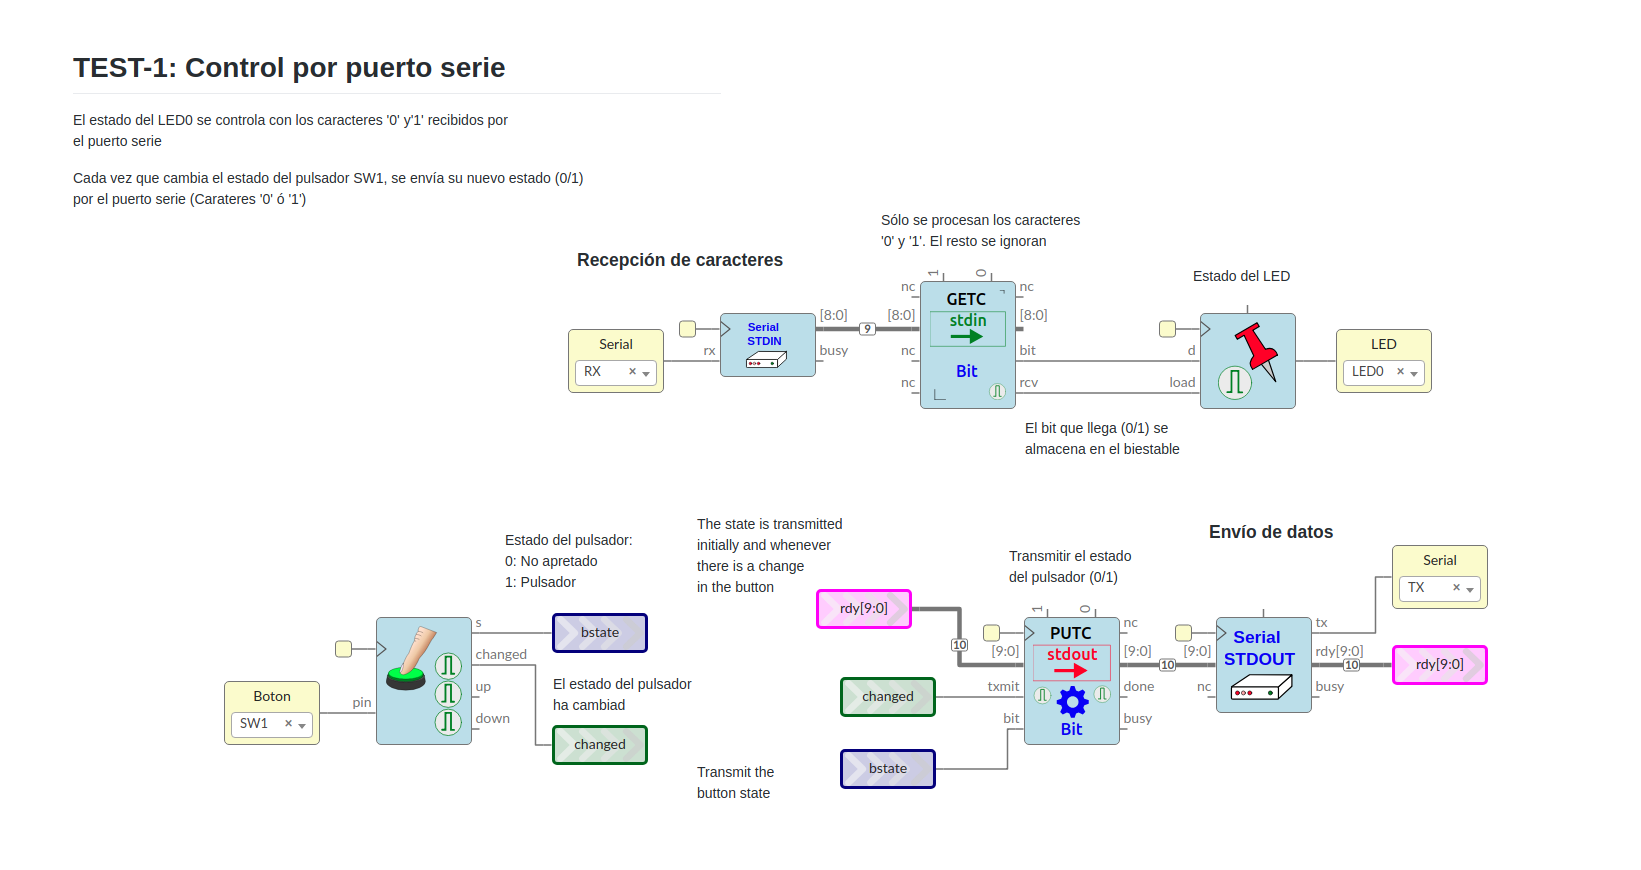 TEST-1: Control por puerto serie
El estado del LED0 se controla con los caracteres '0' y'1' recibidos por
el puerto serie
Cada vez que cambia el estado del pulsador SW1, se envía su nuevo estado (0/1)
por el puerto serie (Carateres '0' ó '1')
Sólo se procesan los caracteres
'0' y '1'. El resto se ignoran
Recepción de caracteres
Estado del LED
Serial
RX
rx
Serial
STDIN
[8:0]
busy
9
1
0
nc
[8:0]
nc
nc
GETC
stdin
Bit
nc
[8:0]
bit
rcv
d
load
LED
LED0
El bit que llega (0/1) se
almacena en el biestable
Estado del pulsador:
0: No apretado
1: Pulsador
Boton
SW1
pin
s
changed
up
down
bstate
El estado del pulsador
ha cambiad
changed
The state is transmitted
initially and whenever
there is a change
in the button
Transmit the
button state
rdy[9:0]
10
changed
bstate
Transmitir el estado
del pulsador (0/1)
1
0
[9:0]
txmit
bit
PUTC
stdout
Bit
nc
[9:0]
done
busy
10
Envío de datos
[9:0]
nc
Serial
STDOUT
tx
rdy[9:0]
busy
10
Serial
TX
rdy[9:0]